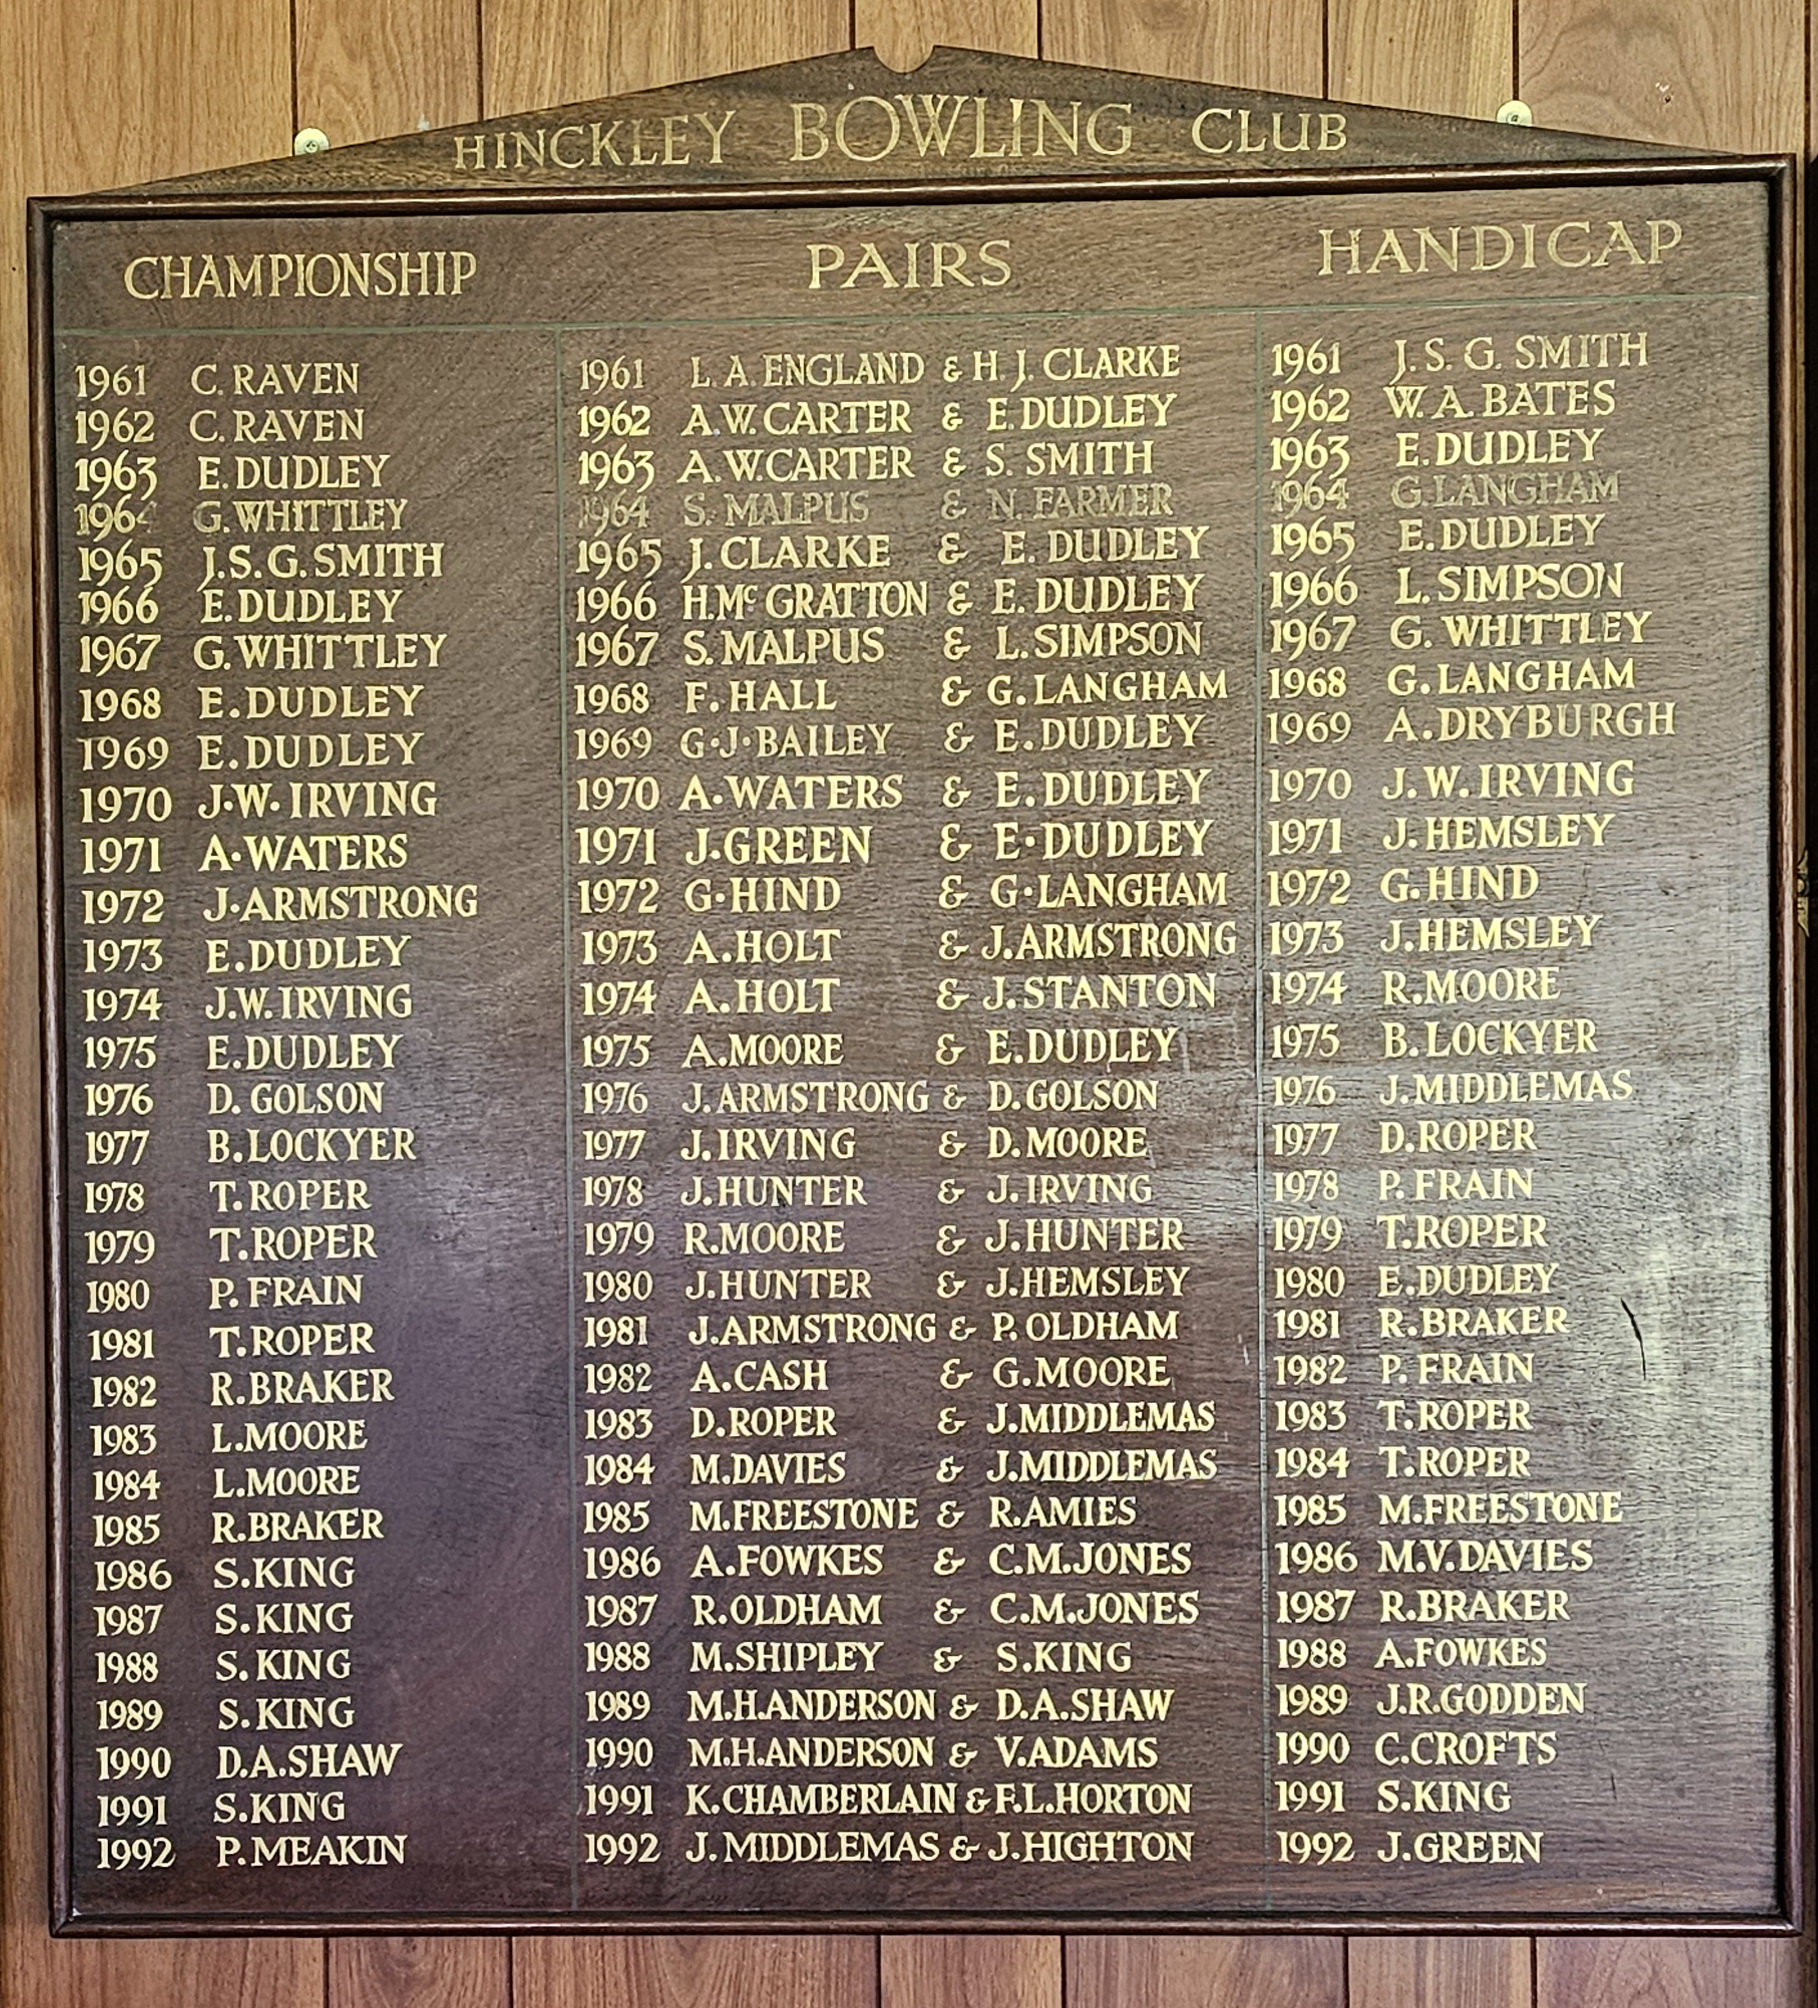 HINCKLEY BOWLING CLUB
CHAMPIONSHIP
1961 C. RAVEN
1962 C. RAVEN
1963 E. DUDLEY
1964 G. WHITTLEY
1965 J.S.G. SMITH
1966 E. DUDLEY
1967 G. WHITTLEY
1968 E. DUDLEY
1969 E. DUDLEY
1970 J.W. IRVING
1971 A. WATERS
1972 J. ARMSTRONG
1973 E. DUDLEY
1974 J.W. IRVING
1975 E. DUDLEY
1976 D. GOLSON
1977 B. LOCKYER
1978 T. ROPER
1979 T. ROPER
1980 P. FRAIN
1981 T. ROPER
1982 R. BRAKER
1983 L. MOORE
1984 L. MOORE
1985 R. BRAKER
1986 S. KING
1987 S. KING
1988 S. KING
1989 S. KING
1990 D.A. SHAW
1991 S. KING
1992 P. MEAKIN
PAIRS
1961 L. A. ENGLAND & H. J. CLARKE
1962 A.W. CARTER & E. DUDLEY
1963 A.W. CARTER & S. SMITH
1964 S. MALPUS & N. FARMER
1965 J. CLARKE & E. DUDLEY
1966 H. McGRATTON & E. DUDLEY
1967 S. MALPUS & L. SIMPSON
1968 F. HALL & G. LANGHAM
1969 G·J·BAILEY & E. DUDLEY
1970 A·WATERS & E. DUDLEY
1971 J·GREEN & E·DUDLEY
1972 G·HIND & G·LANGHAM
1973 A. HOLT & J. ARMSTRONG
1974 A. HOLT & J. STANTON
1975 A. MOORE & E. DUDLEY
1976 J. ARMSTRONG & D. GOLSON
1977 J. IRVING & D. MOORE
1978 J. HUNTER & J. IRVING
1979 R. MOORE & J. HUNTER
1980 J. HUNTER & J. HEMSLEY
1981 J. ARMSTRONG & P. OLDHAM
1982 A. CASH & G. MOORE
1983 D. ROPER & J. MIDDLEMAS
1984 M. DAVIES & J. MIDDLEMAS
1985 M. FREESTONE & R. AMIES
1986 A. FOWKES & C.M. JONES
1987 R. OLDHAM & C.M. JONES
1988 M. SHIPLEY & S. KING
1989 M.H. ANDERSON & D.A. SHAW
1990 M.H. ANDERSON & V. ADAMS
1991 K. CHAMBERLAIN & F.L. HORTON
1992 J. MIDDLEMAS & J. HIGHTON
HANDICAP
1961 J. S. G. SMITH
1962 W. A. BATES
1963 E. DUDLEY
1964 G. LANGHAM
1965 E. DUDLEY
1966 L. SIMPSON
1967 G. WHITTLEY
1968 G. LANGHAM
1969 A. DRYBURGH
1970 J. W. IRVING
1971 J. HEMSLEY
1972 G. HIND
1973 J. HEMSLEY
1974 R. MOORE
1975 B. LOCKYER
1976 J. MIDDLEMAS
1977 D. ROPER
1978 P. FRAIN
1979 T. ROPER
1980 E. DUDLEY
1981 R. BRAKER
1982 P. FRAIN
1983 T. ROPER
1984 T. ROPER
1985 M. FREESTONE
1986 M.V. DAVIES
1987 R. BRAKER
1988 A. FOWKES
1989 J.R. GODDEN
1990 C. CROFTS
1991 S. KING
1992 J. GREEN